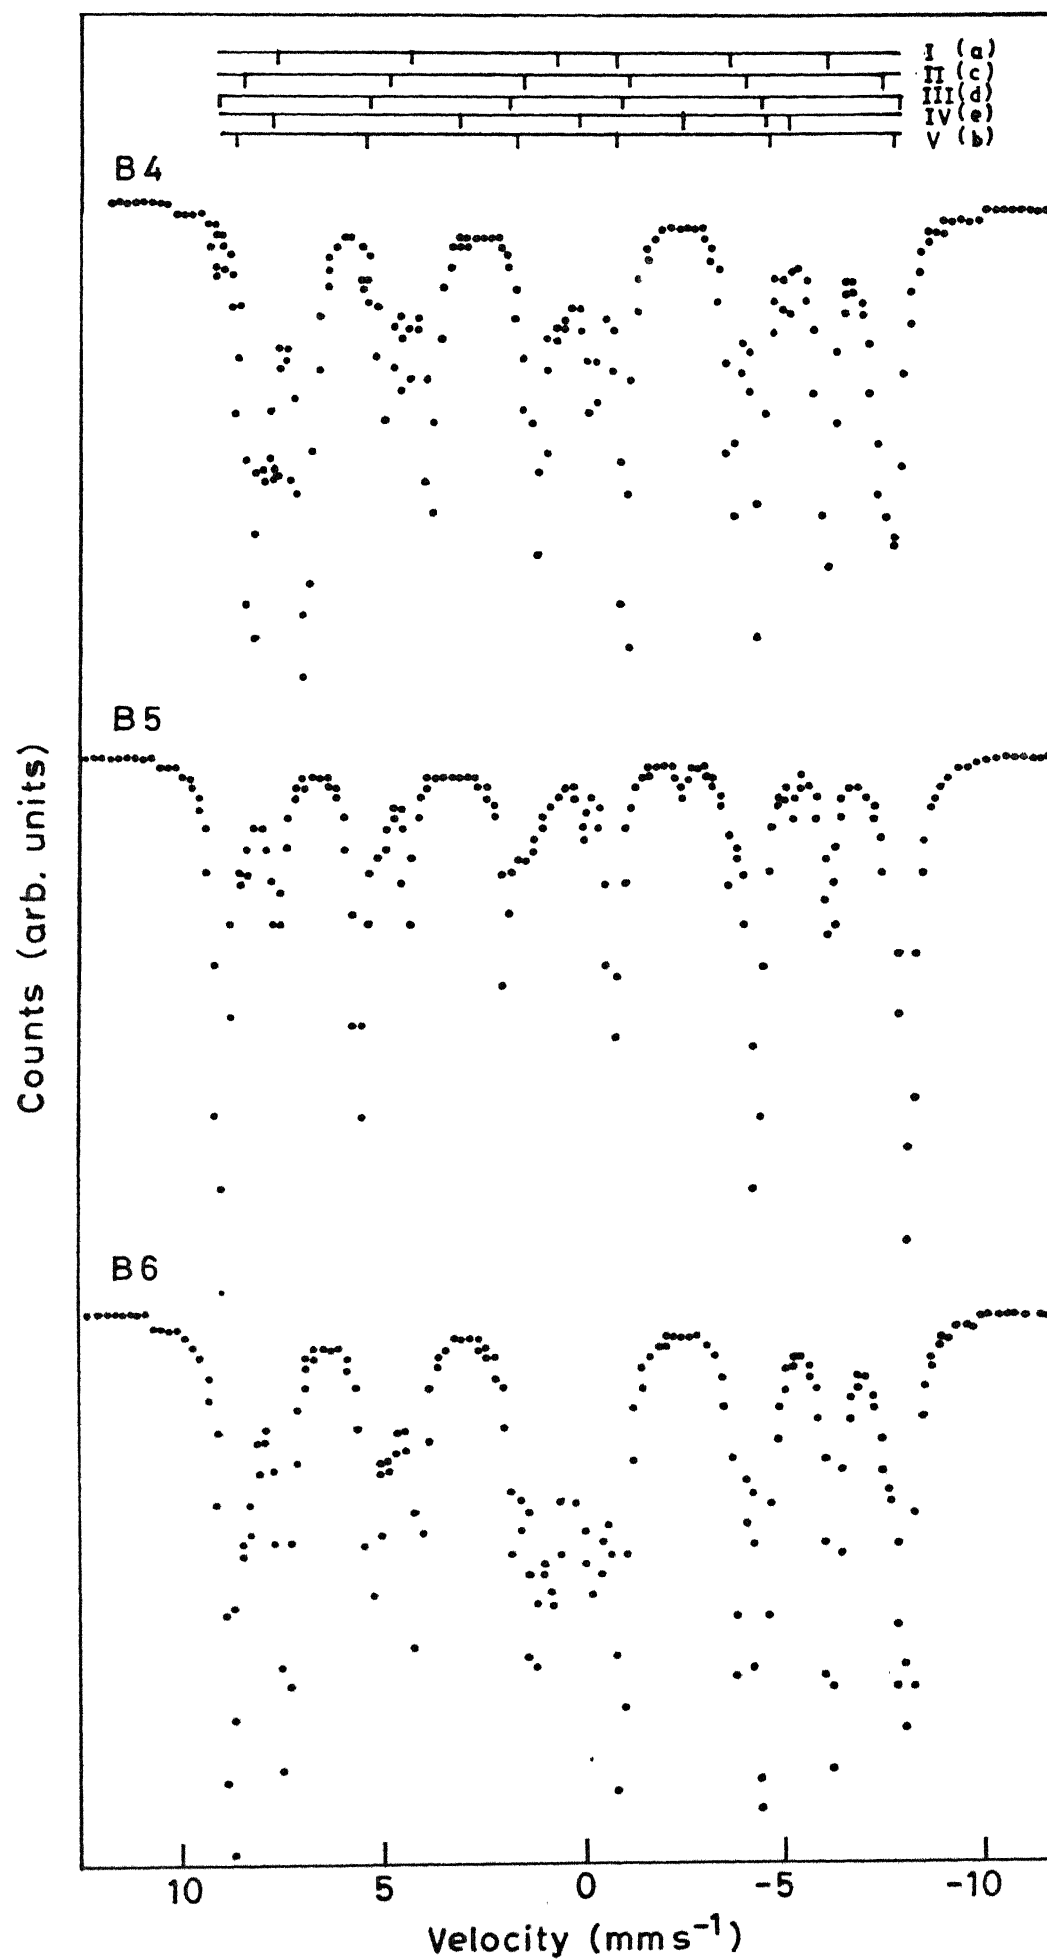 I (a)
II (c)
III (d)
IV (e)
V (b)
B4
B5
B6
Counts (arb. units)
10 5 0 -5 -10
Velocity (mm s⁻¹)